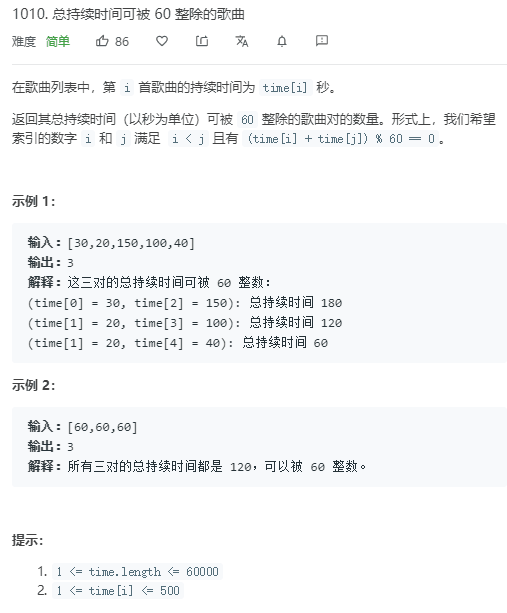 1010. 总持续时间可被 60 整除的歌曲
难度 简单 86
在歌曲列表中，第 i 首歌曲的持续时间为 time[i] 秒。
返回其总持续时间（以秒为单位）可被 60 整除的歌曲对的数量。形式上，我们希望
索引的数字 i 和 j 满足 i < j 且有 (time[i] + time[j]) % 60 == 0。
示例 1：
输入：[30,20,150,100,40]
输出：3
解释：这三对的总持续时间可被 60 整数：
(time[0] = 30, time[2] = 150): 总持续时间 180
(time[1] = 20, time[3] = 100): 总持续时间 120
(time[1] = 20, time[4] = 40): 总持续时间 60
示例 2：
输入：[60,60,60]
输出：3
解释：所有三对的总持续时间都是 120，可以被 60 整数。
提示：
1. 1 <= time.length <= 60000
2. 1 <= time[i] <= 500